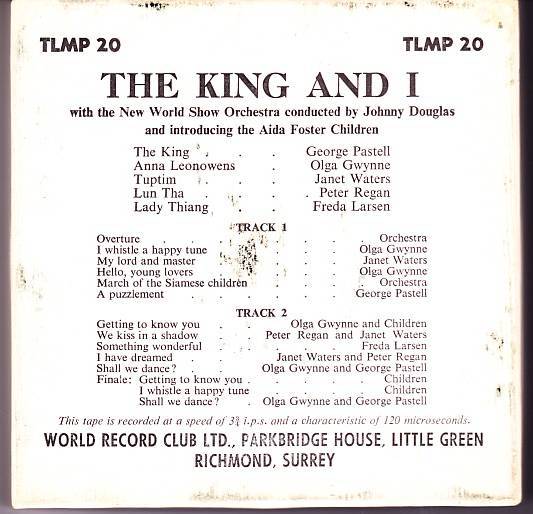 TLMP 20 TLMP 20
THE KING AND I
with the New World Show Orchestra conducted by Johnny Douglas
and introducing the Aida Foster Children
The King . . . George Pastell
Anna Leonowens . Olga Gwynne
Tuptim . . . Janet Waters
Lun Tha . . . . Peter Regan
Lady Thiang . . Freda Larsen
TRACK 1
Overture . . . . . . . Orchestra
I whistle a happy tune . . . . . Olga Gwynne
My lord and master . . . . . Janet Waters
Hello, young lovers . . . . . Olga Gwynne
March of the Siamese children . . . . Orchestra
A puzzlement . . . . . . George Pastell
TRACK 2
Getting to know you . . Olga Gwynne and Children
We kiss in a shadow . . Peter Regan and Janet Waters
Something wonderful . . . . . Freda Larsen
I have dreamed . . . Janet Waters and Peter Regan
Shall we dance? . . Olga Gwynne and George Pastell
Finale: Getting to know you . . . . . Children
I whistle a happy tune . . . . Children
Shall we dance? . Olga Gwynne and George Pastell
This tape is recorded at a speed of 3¾ i.p.s. and a characteristic of 120 microseconds.
WORLD RECORD CLUB LTD., PARKBRIDGE HOUSE, LITTLE GREEN
RICHMOND, SURREY